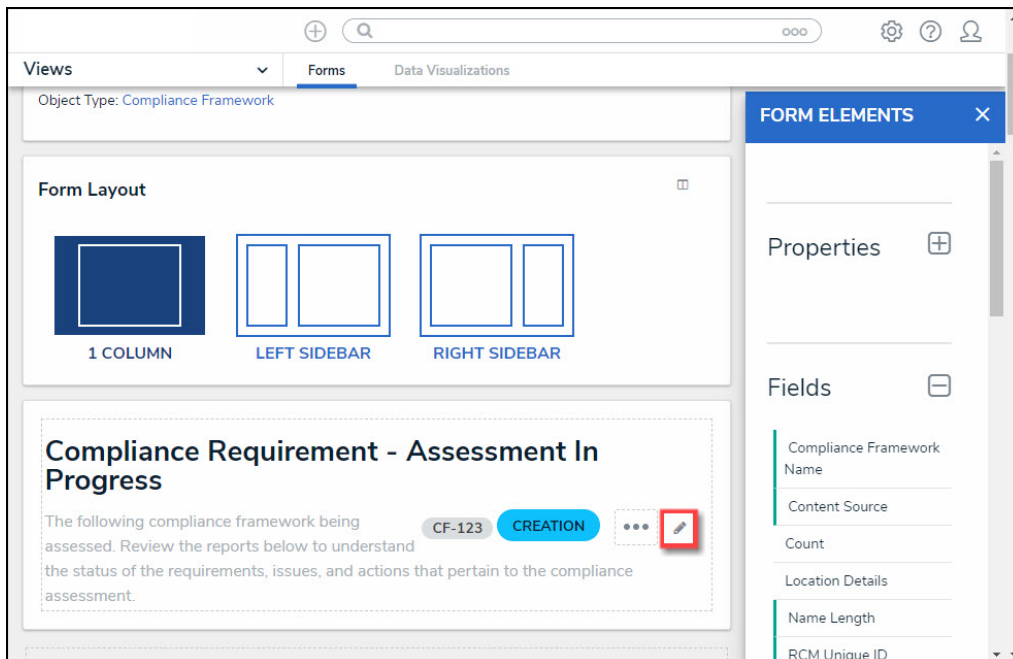 ooo
Views
Forms
Data Visualizations
Object Type: Compliance Framework
FORM ELEMENTS
Form Layout
1 COLUMN
LEFT SIDEBAR
RIGHT SIDEBAR
Properties
Fields
Compliance Requirement - Assessment In
Progress
The following compliance framework being
assessed. Review the reports below to understand
the status of the requirements, issues, and actions that pertain to the compliance
assessment.
CF-123
CREATION
Compliance Framework
Name
Content Source
Count
Location Details
Name Length
RCM Unique ID